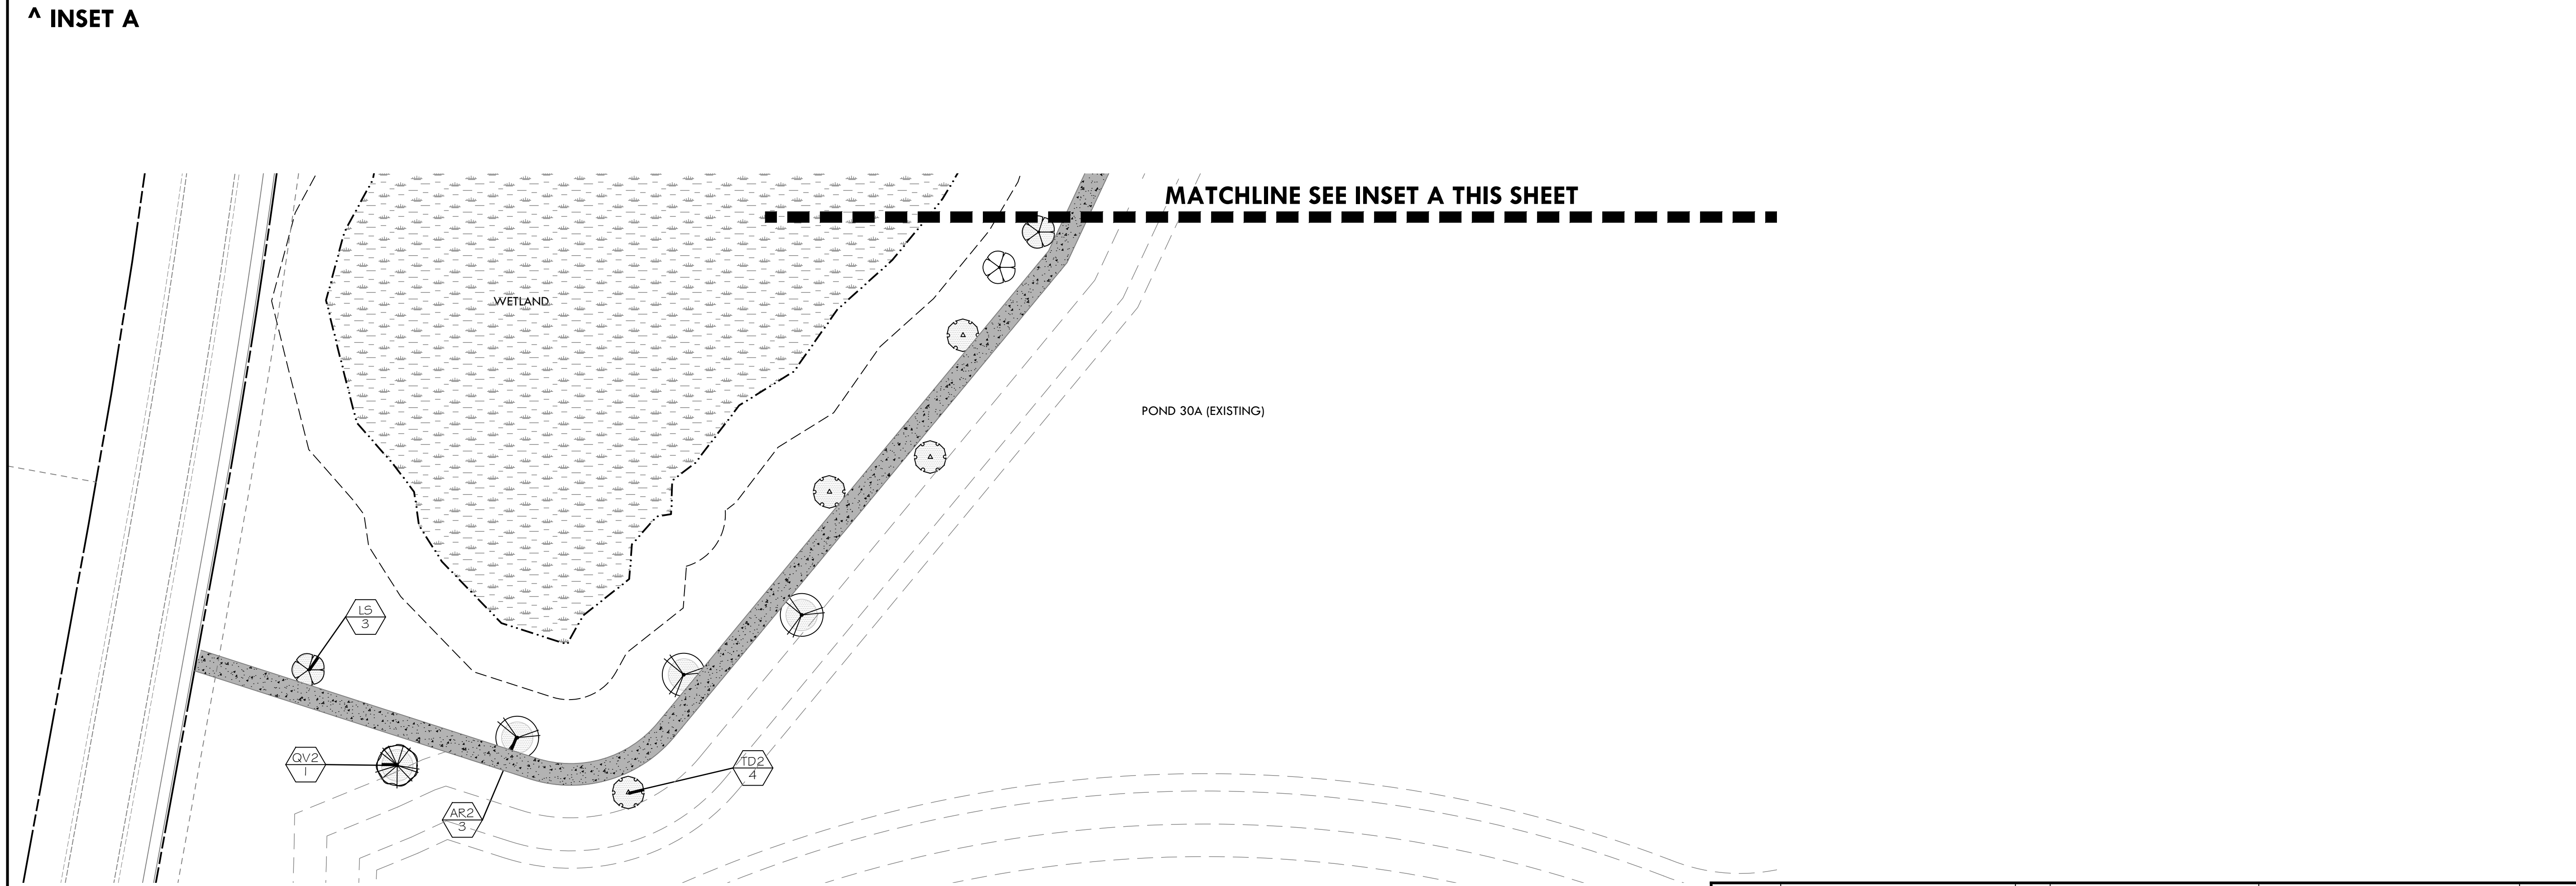 ^ INSET A
MATCHLINE SEE INSET A THIS SHEET
WETLAND
POND 30A (EXISTING)
LS
3
QV2
1
TD2
4
AR2
3